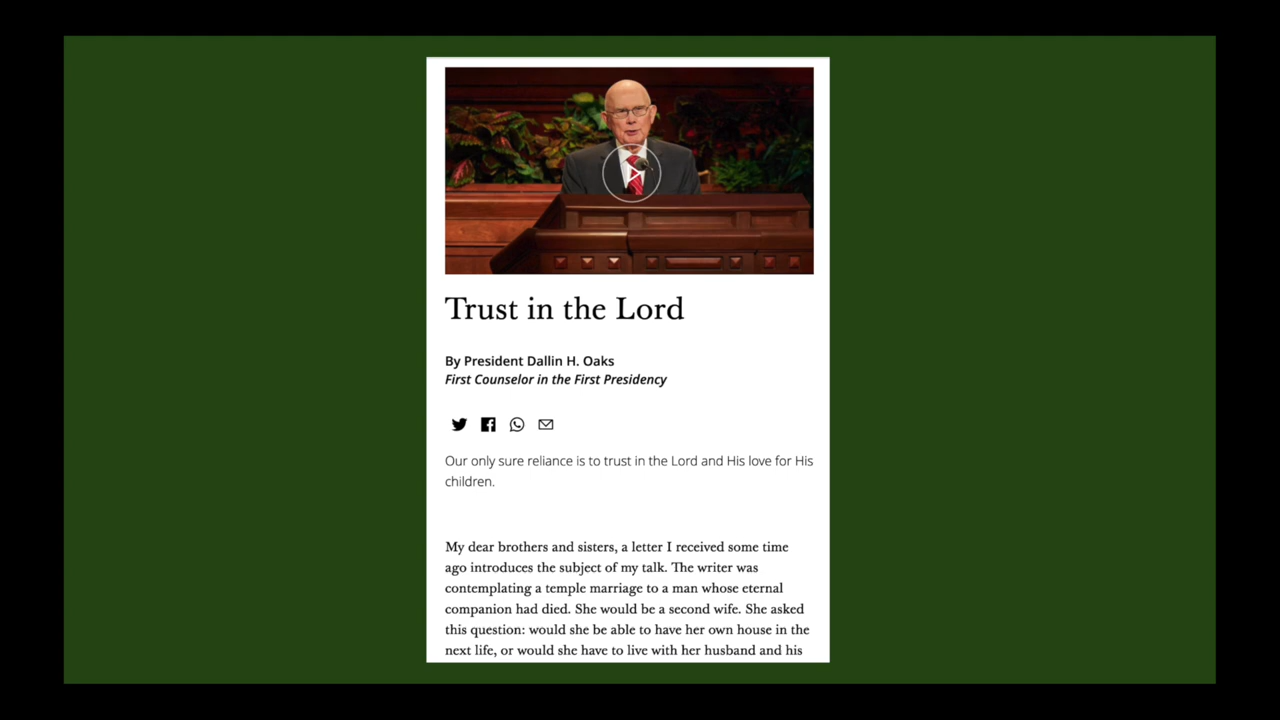 Trust in the Lord
By President Dallin H. Oaks
First Counselor in the First Presidency
Our only sure reliance is to trust in the Lord and His love for His
children.
My dear brothers and sisters, a letter I received some time
ago introduces the subject of my talk. The writer was
contemplating a temple marriage to a man whose eternal
companion had died. She would be a second wife. She asked
this question: would she be able to have her own house in the
next life, or would she have to live with her husband and his